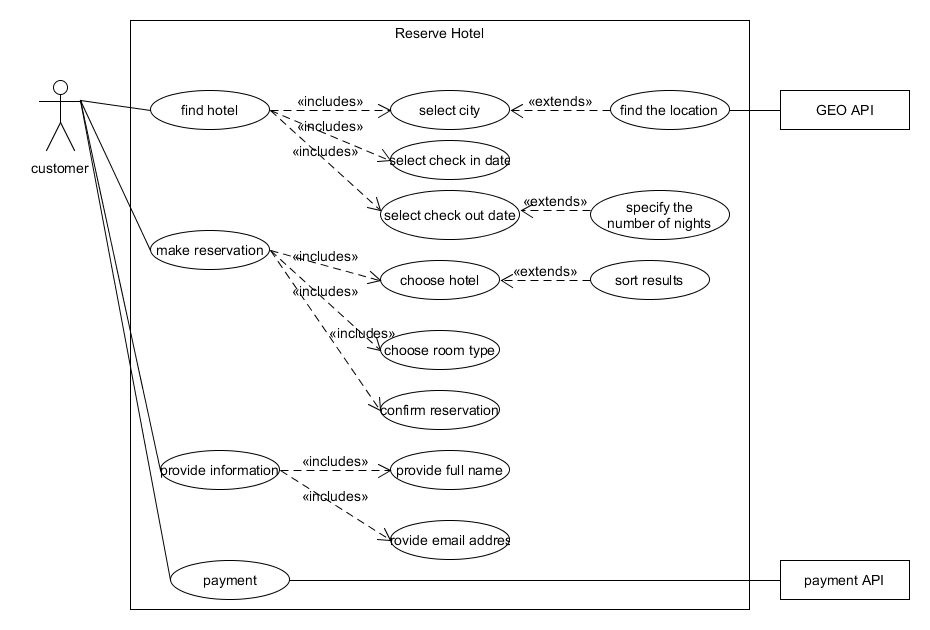 Reserve Hotel
customer
find hotel
«includes»
select city
«extends»
find the location
GEO API
«includes»
select check in date
«includes»
select check out date
«extends»
specify the
number of nights
make reservation
«includes»
choose hotel
«extends»
sort results
«includes»
choose room type
«includes»
confirm reservation
provide information
«includes»
provide full name
«includes»
rovide email addres
payment
payment API